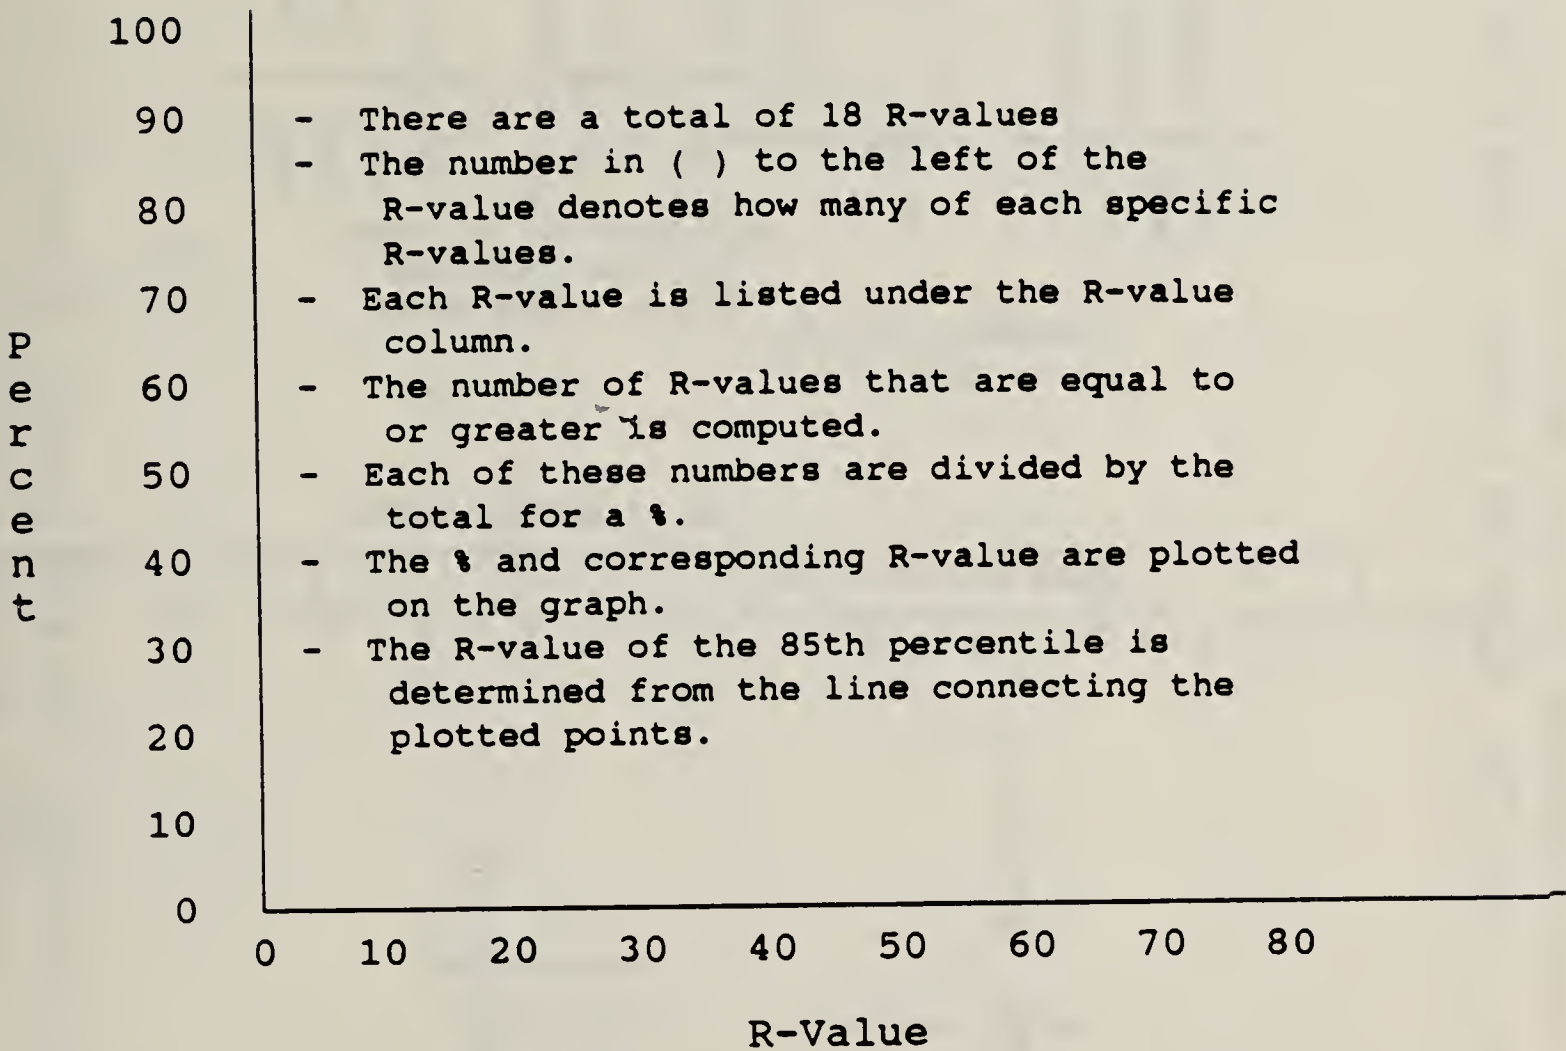 100
90 - There are a total of 18 R-values
- The number in ( ) to the left of the
80 R-value denotes how many of each specific
R-values.
70 - Each R-value is listed under the R-value
column.
60 - The number of R-values that are equal to
or greater is computed.
50 - Each of these numbers are divided by the
total for a %.
40 - The % and corresponding R-value are plotted
on the graph.
30 - The R-value of the 85th percentile is
determined from the line connecting the
20 plotted points.
10
0
Percent
0 10 20 30 40 50 60 70 80
R-Value